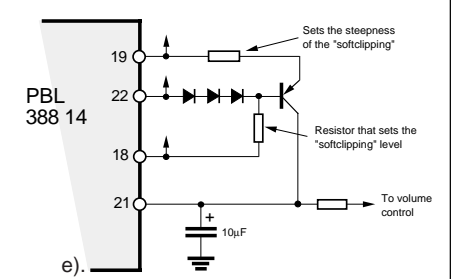 Sets the steepness
of the "softclipping"
19
PBL
388 14
22
Resistor that sets the
"softclipping" level
18
21
To volume
control
+
10µF
e).